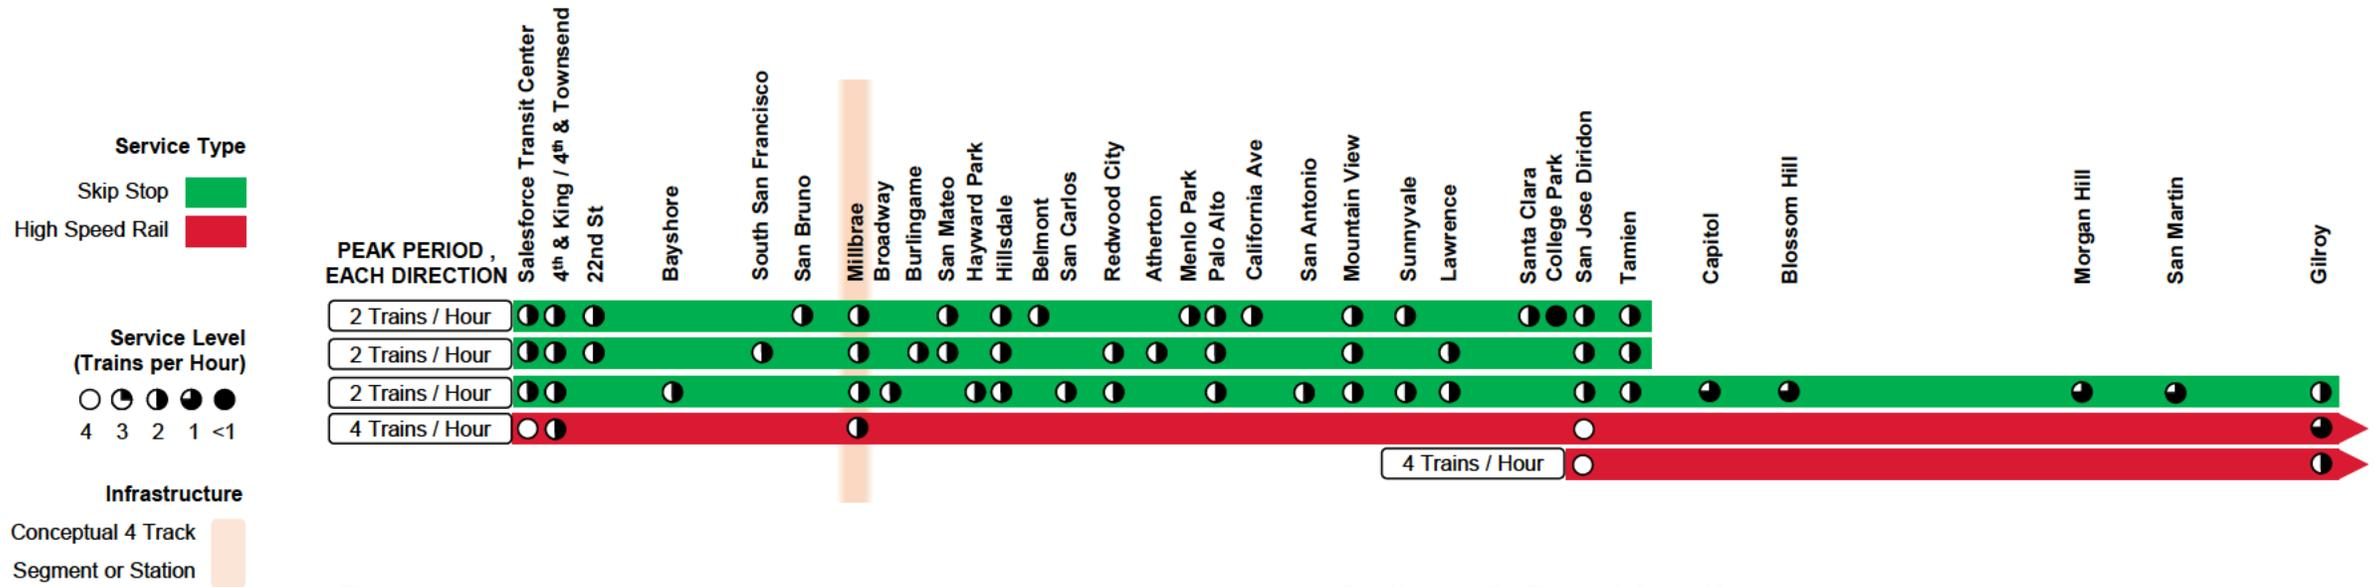 Service Type
Skip Stop
High Speed Rail
Service Level
(Trains per Hour)
4 3 2 1 <1
Infrastructure
Conceptual 4 Track
Segment or Station
PEAK PERIOD ,
EACH DIRECTION
Salesforce Transit Center
4th & King / 4th & Townsend
22nd St
Bayshore
South San Francisco
San Bruno
Millbrae
Broadway
Burlingame
San Mateo
Hayward Park
Hillsdale
Belmont
San Carlos
Redwood City
Atherton
Menlo Park
Palo Alto
California Ave
San Antonio
Mountain View
Sunnyvale
Lawrence
Santa Clara
College Park
San Jose Diridon
Tamien
Capitol
Blossom Hill
Morgan Hill
San Martin
Gilroy
2 Trains / Hour
2 Trains / Hour
2 Trains / Hour
4 Trains / Hour
4 Trains / Hour